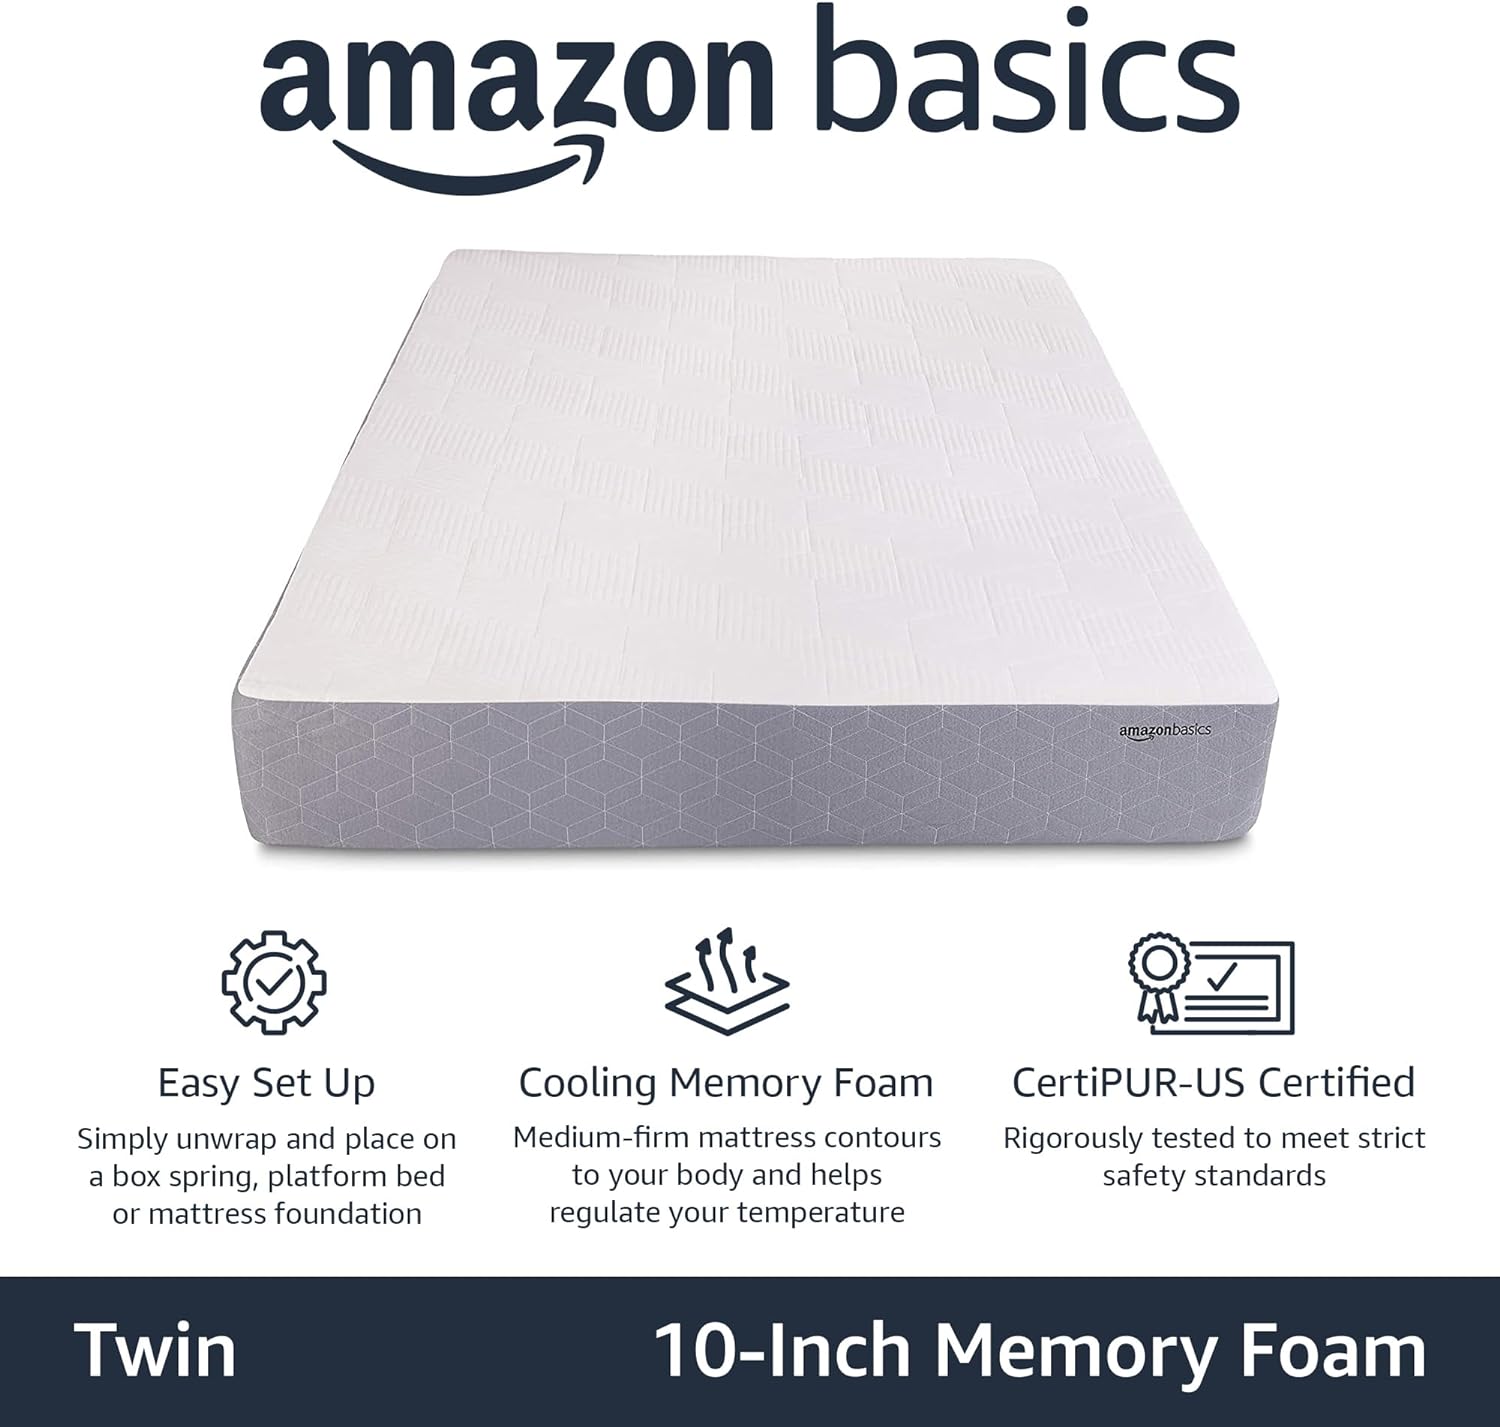 amazon basics
amazonbasics
Easy Set Up
Simply unwrap and place on
a box spring, platform bed
or mattress foundation
Cooling Memory Foam
Medium-firm mattress contours
to your body and helps
regulate your temperature
CertiPUR-US Certified
Rigorously tested to meet strict
safety standards
Twin
10-Inch Memory Foam